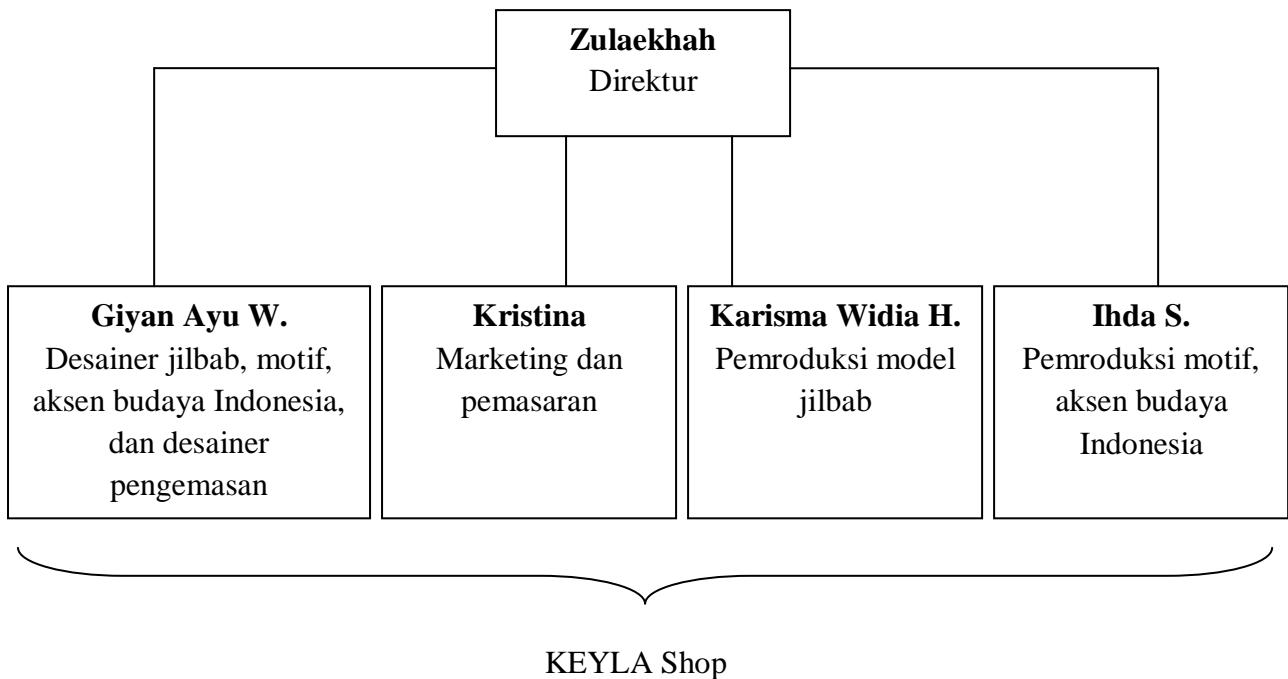 Zulaekhah
Direktur
Giyan Ayu W.
Desainer jilbab, motif,
aksen budaya Indonesia,
dan desainer
pengemasan
Kristina
Marketing dan
pemasaran
Karisma Widia H.
Pemroduksi model
jilbab
Ihda S.
Pemroduksi motif,
aksen budaya
Indonesia
KEYLA Shop